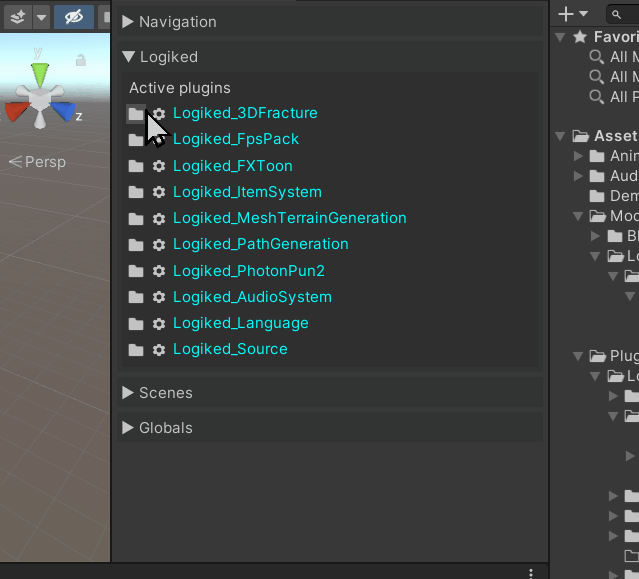 Navigation
Logiked
Active plugins
Logiked_3DFracture
Logiked_FpsPack
Logiked_FXToon
Logiked_ItemSystem
Logiked_MeshTerrainGeneration
Logiked_PathGeneration
Logiked_PhotonPun2
Logiked_AudioSystem
Logiked_Language
Logiked_Source
Scenes
Globals
y
z
Persp
Favori
All M
All M
All P
Asset
Anim
Aud
Dem
Mod
Bl
Lo
Plug
Lo